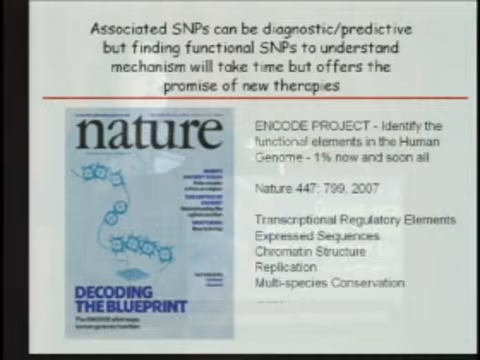 Associated SNPs can be diagnostic/predictive
but finding functional SNPs to understand
mechanism will take time but offers the
promise of new therapies
nature
ENCODE PROJECT - Identify the
functional elements in the Human
Genome - 1% now and soon all
Nature 447: 799, 2007
Transcriptional Regulatory Elements
Expressed Sequences
Chromatin Structure
Replication
Multi-species Conservation
DECODING
THE BLUEPRINT